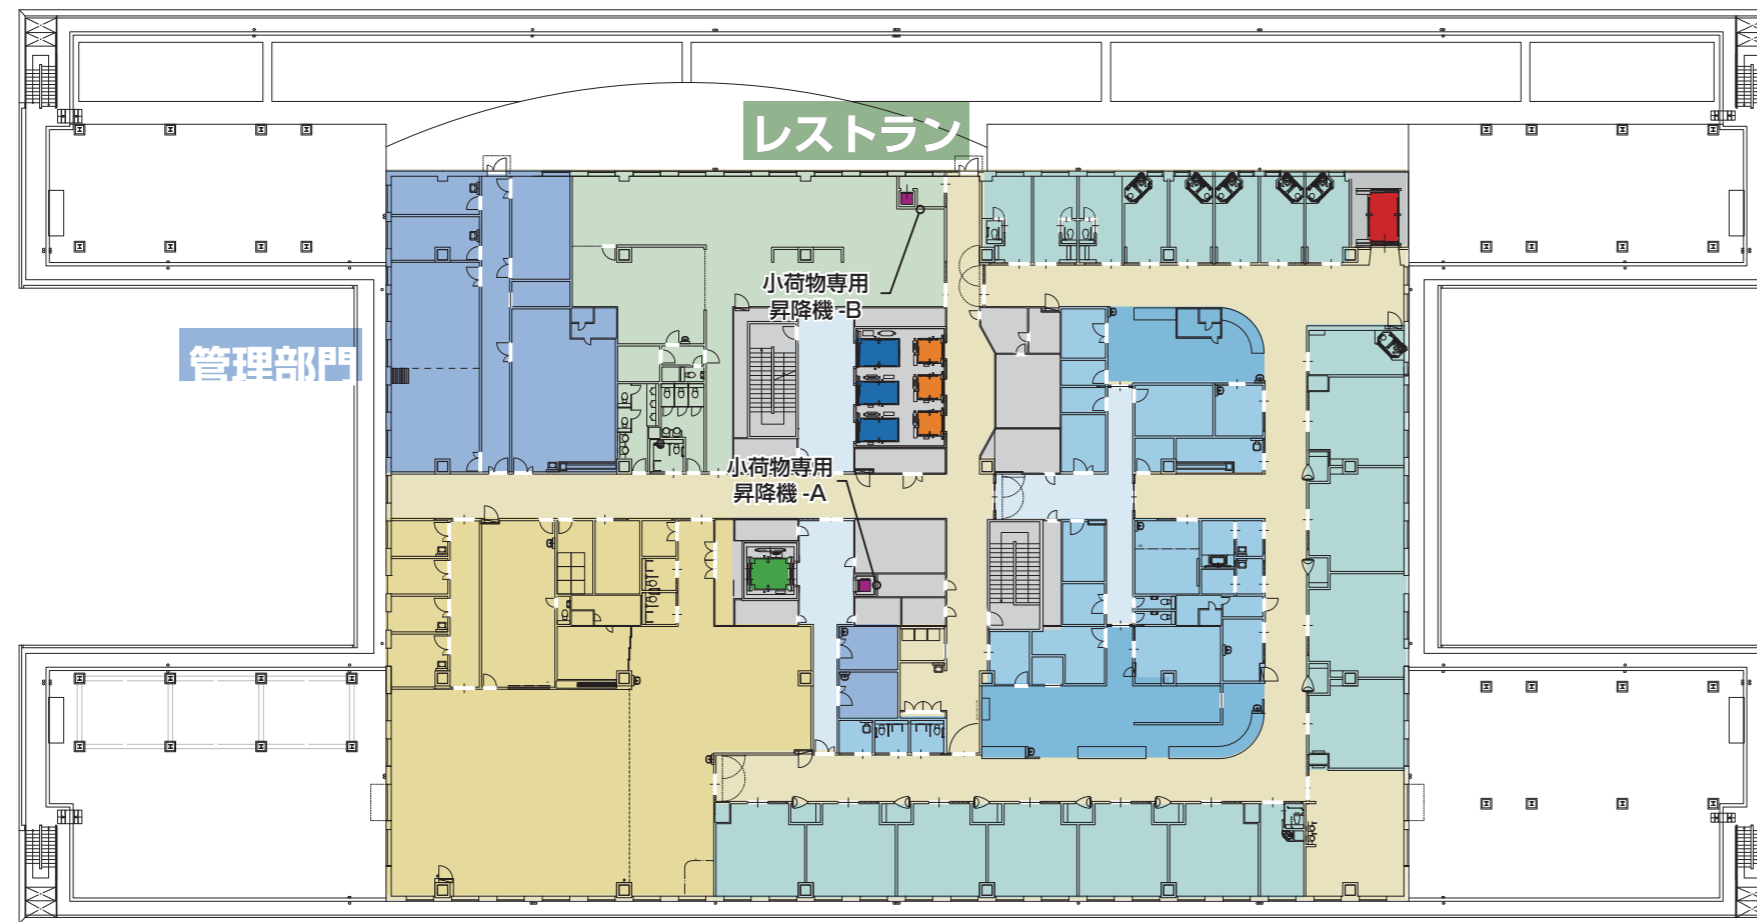 レストラン
小荷物専用
昇降機 -B
管理部門
小荷物専用
昇降機 -A